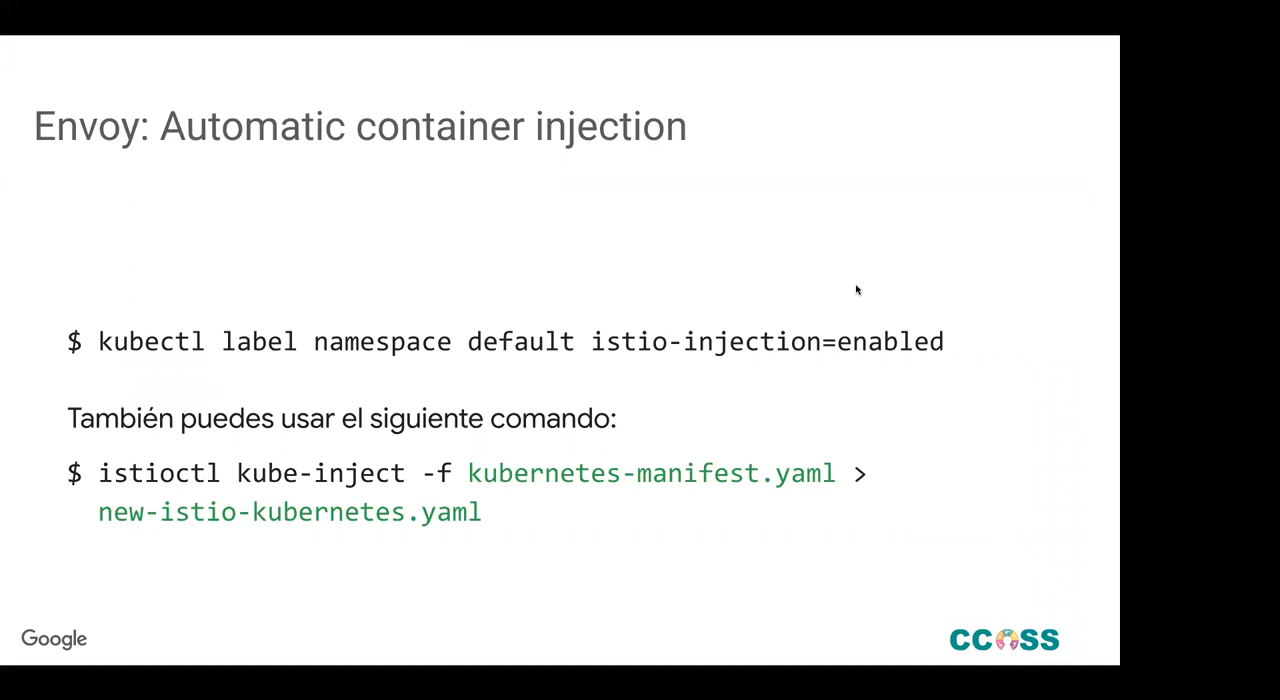 Envoy: Automatic container injection
$ kubectl label namespace default istio-injection=enabled
También puedes usar el siguiente comando:
$ istioctl kube-inject -f kubernetes-manifest.yaml >
new-istio-kubernetes.yaml
Google
CCOSS